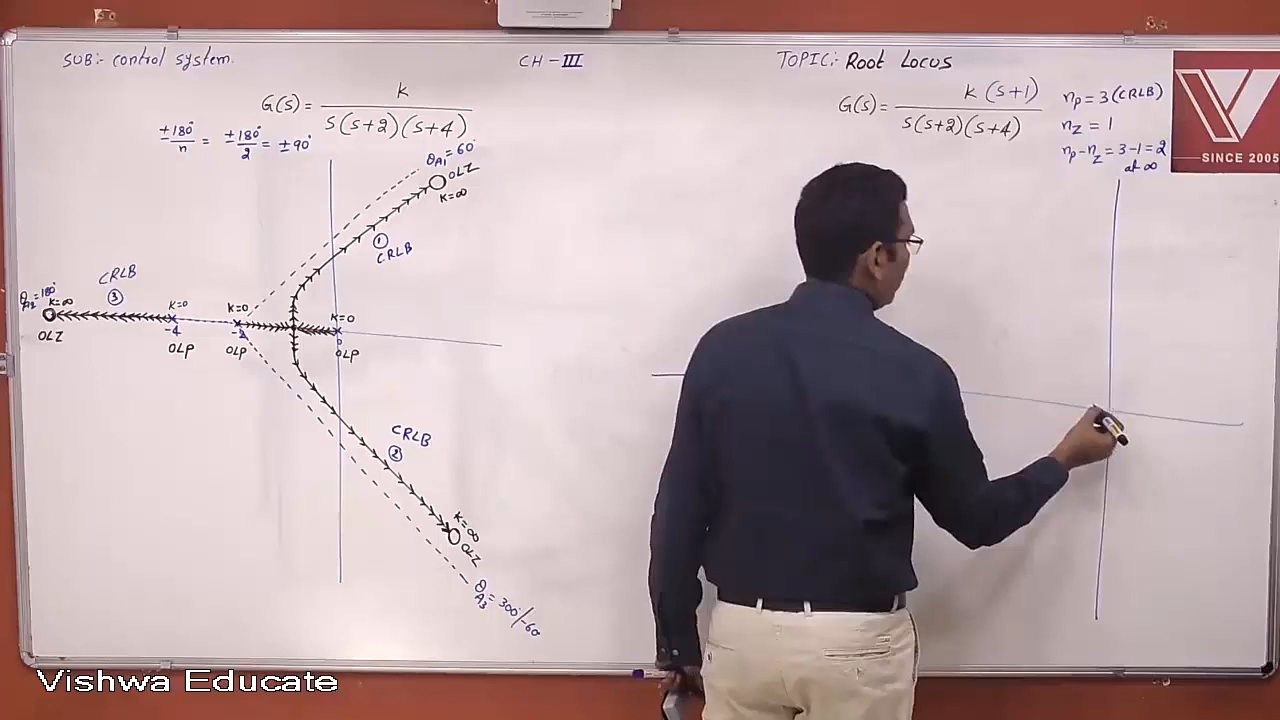 SUB:- control system.
CH-III
TOPIC:- Root Locus
G(s) = K / s(s+2)(s+4)
±180° / n = ±180° / 2 = ±90°
θA1 = 60°
OLZ
K=∞
① CRLB
CRLB
③
θA2 = 180°
K=∞
OLZ
K=0
-4
OLP
K=0
-2
OLP
K=0
0
OLP
CRLB
②
K=∞
OLZ
θA3 = 300°/-60
G(s) = K(s+1) / s(s+2)(s+4)
nP = 3 (CRLB)
nZ = 1
nP-nZ = 3-1 = 2
at ∞
V
SINCE 2005
Vishwa Educate